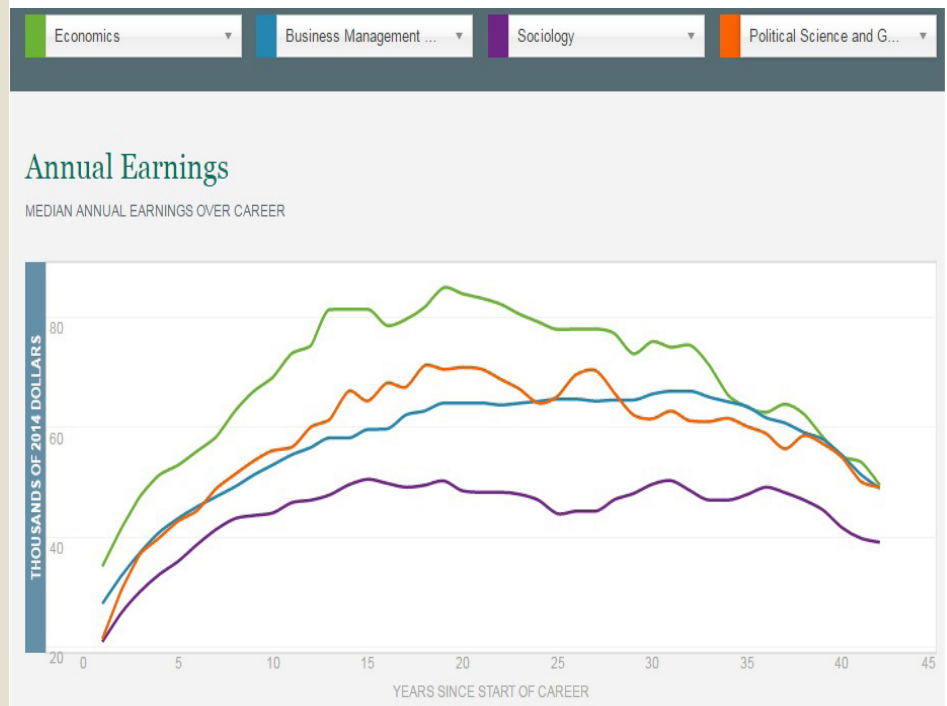 Economics
Business Management ...
Sociology
Political Science and G...
Annual Earnings
MEDIAN ANNUAL EARNINGS OVER CAREER
THOUSANDS OF 2014 DOLLARS
80
60
40
20
0 5 10 15 20 25 30 35 40 45
YEARS SINCE START OF CAREER